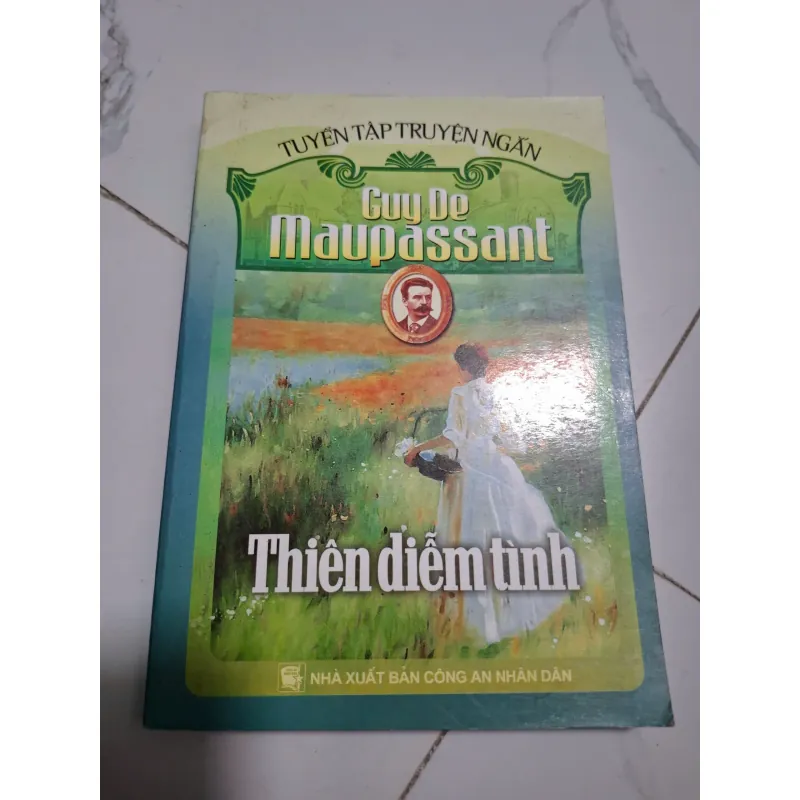 TUYỂN TẬP TRUYỆN NGẮN
Guy De
Maupassant
Thiên diễm tình
NHÀ XUẤT BẢN CÔNG AN NHÂN DÂN